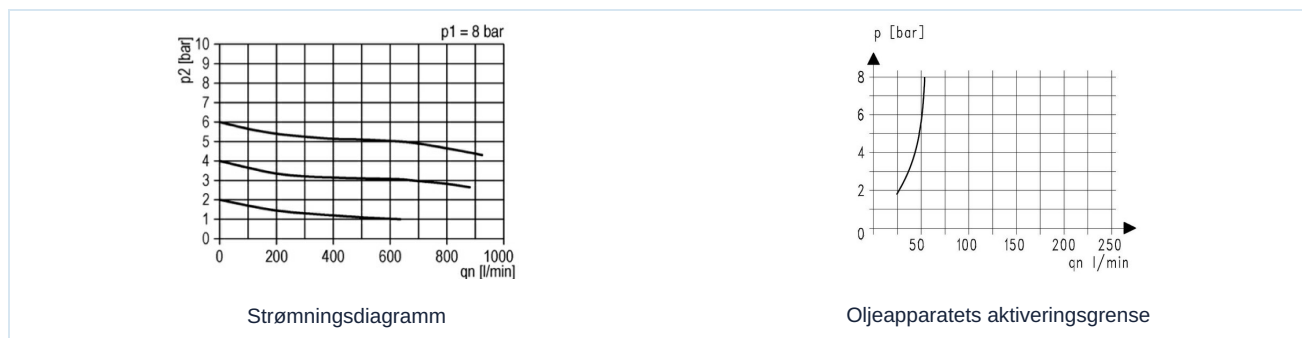 p1 = 8 bar
p2 [bar]
10
9
8
7
6
5
4
3
2
1
0
0 200 400 600 800 1000
qn [l/min]
Strømningsdiagramm
p [bar]
8
6
4
2
0
50 100 150 200 250
qn l/min
Oljeapparatets aktiveringsgrense